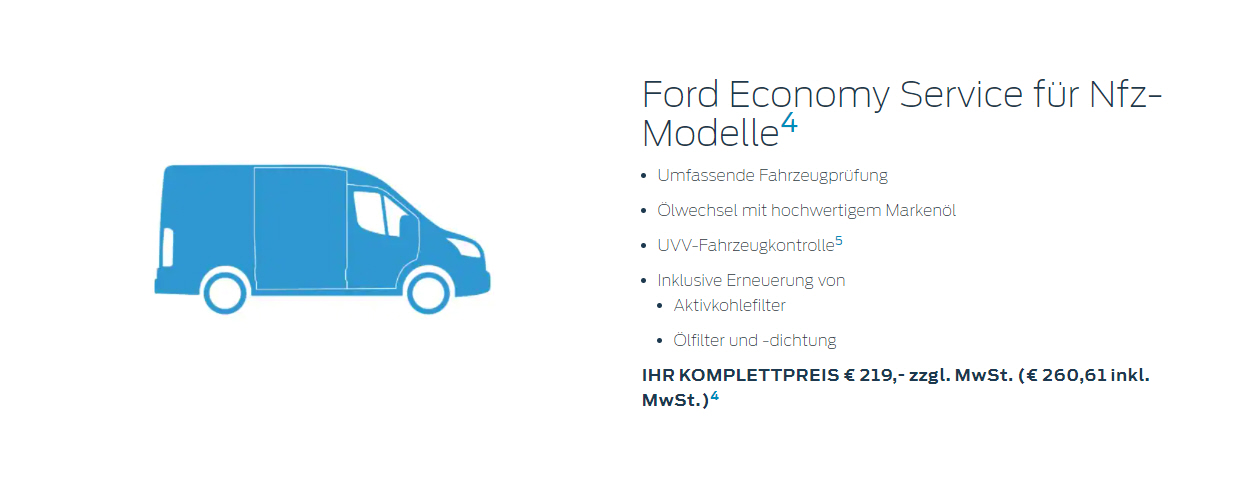 Ford Economy Service für Nfz-
Modelle4
• Umfassende Fahrzeugprüfung
• Ölwechsel mit hochwertigem Markenöl
• UVV-Fahrzeugkontrolle5
• Inklusive Erneuerung von
• Aktivkohlefilter
• Ölfilter und -dichtung
IHR KOMPLETTPREIS € 219,- zzgl. MwSt. (€ 260,61 inkl.
MwSt.)4